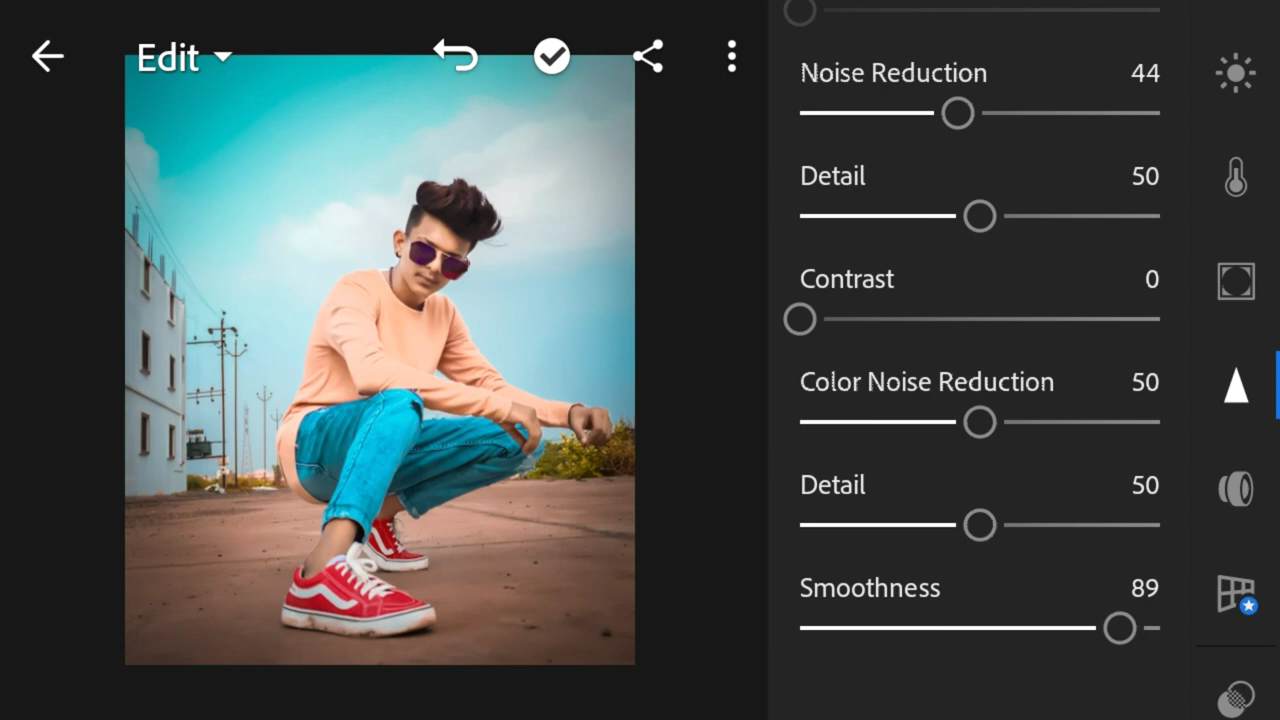 Edit
Noise Reduction 44
Detail 50
Contrast 0
Color Noise Reduction 50
Detail 50
Smoothness 89